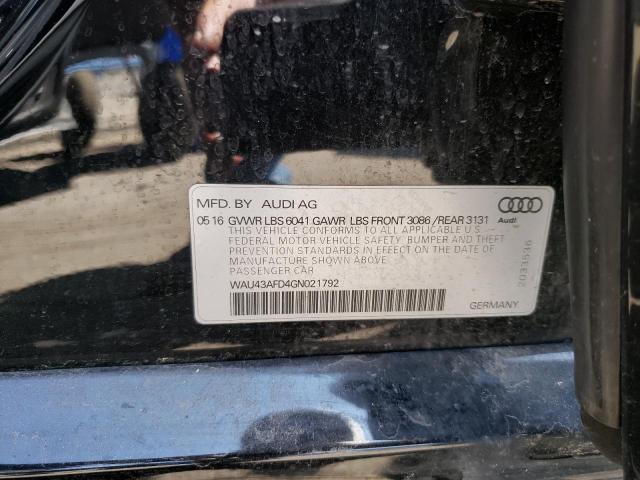 MFD. BY AUDI AG
05 16 GVWR LBS 6041 GAWR LBS FRONT 3086 / REAR 3131
THIS VEHICLE CONFORMS TO ALL APPLICABLE U.S.
FEDERAL MOTOR VEHICLE SAFETY, BUMPER AND THEFT
PREVENTION STANDARDS IN EFFECT ON THE DATE OF
MANUFACTURE SHOWN ABOVE.
PASSENGER CAR
WAU43AFD4GN021792
Audi
2033536
GERMANY